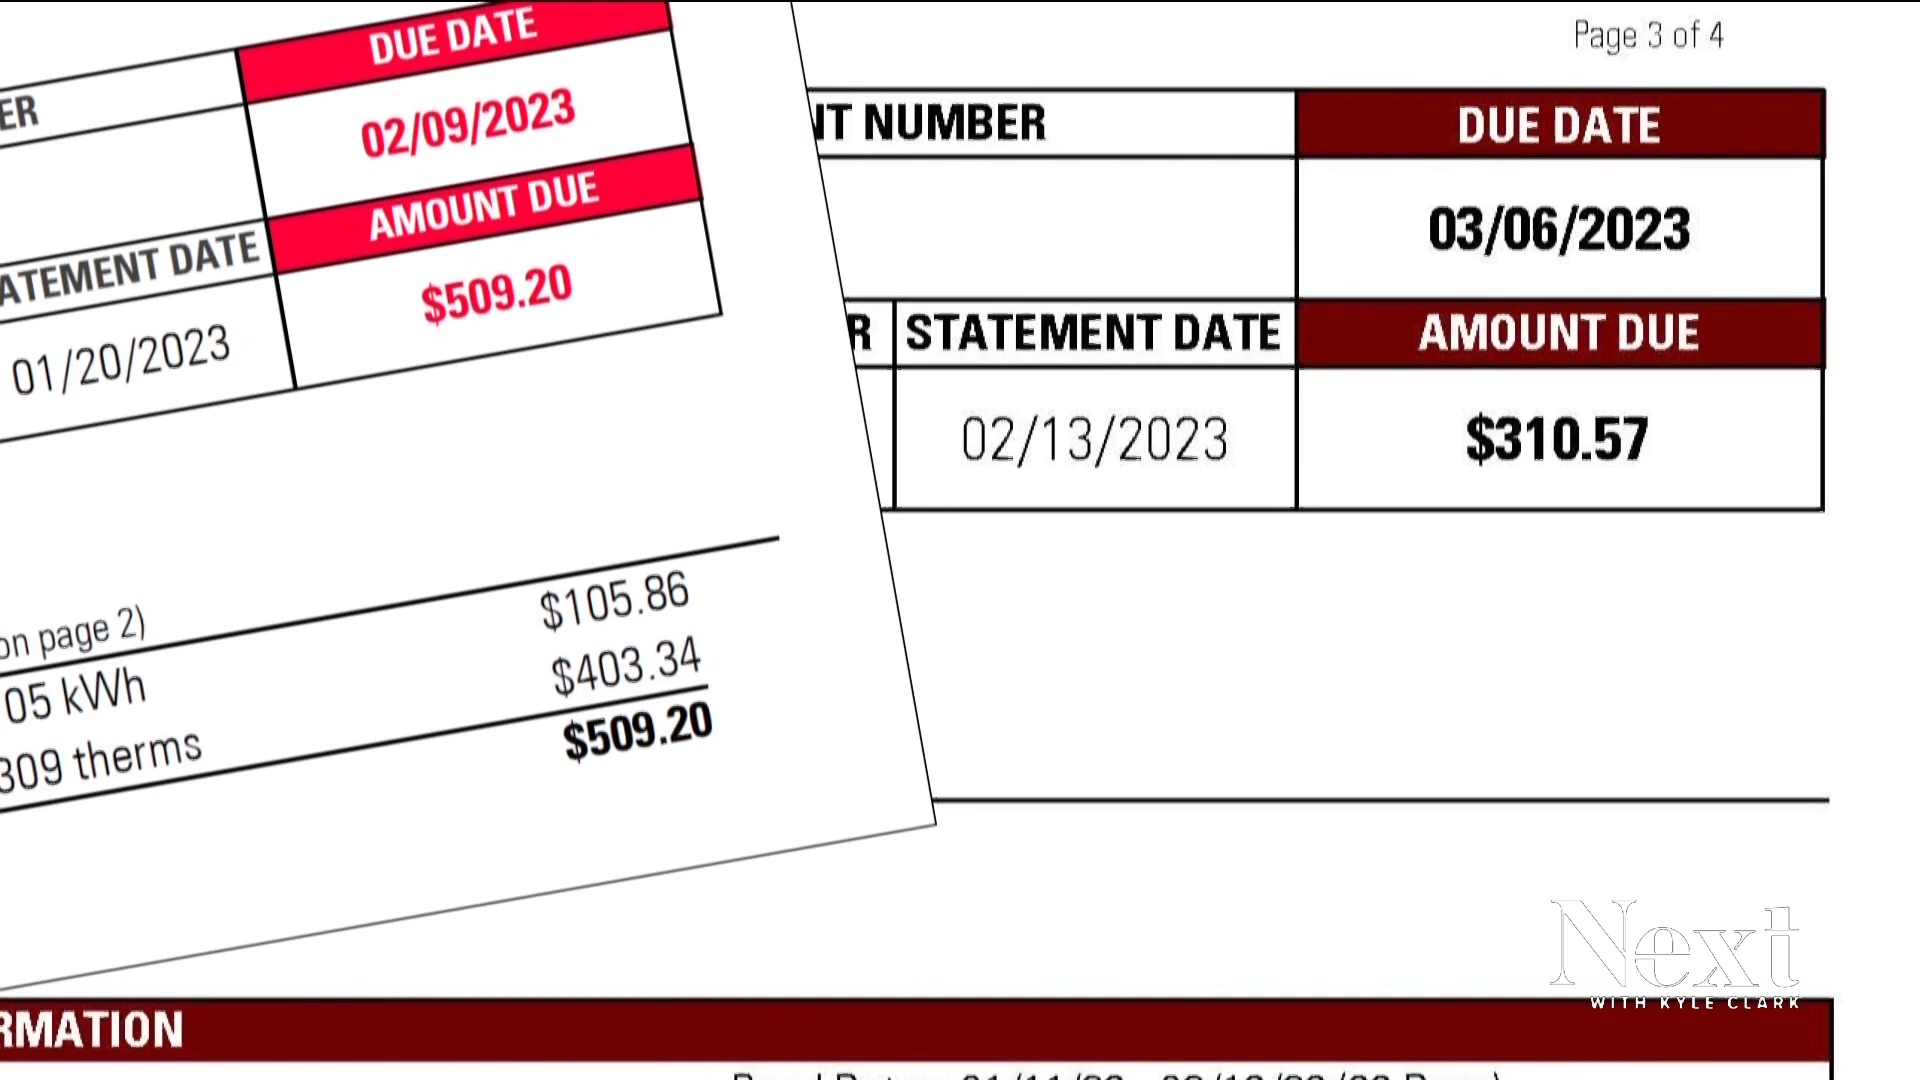 DUE DATE
ER
02/09/2023
AMOUNT DUE
ATEMENT DATE
$509.20
01/20/2023
on page 2)
$105.86
05 kWh
$403.34
309 therms
$509.20
Page 3 of 4
NT NUMBER
DUE DATE
03/06/2023
R
STATEMENT DATE
AMOUNT DUE
02/13/2023
$310.57
Next
WITH KYLE CLARK
RMATION